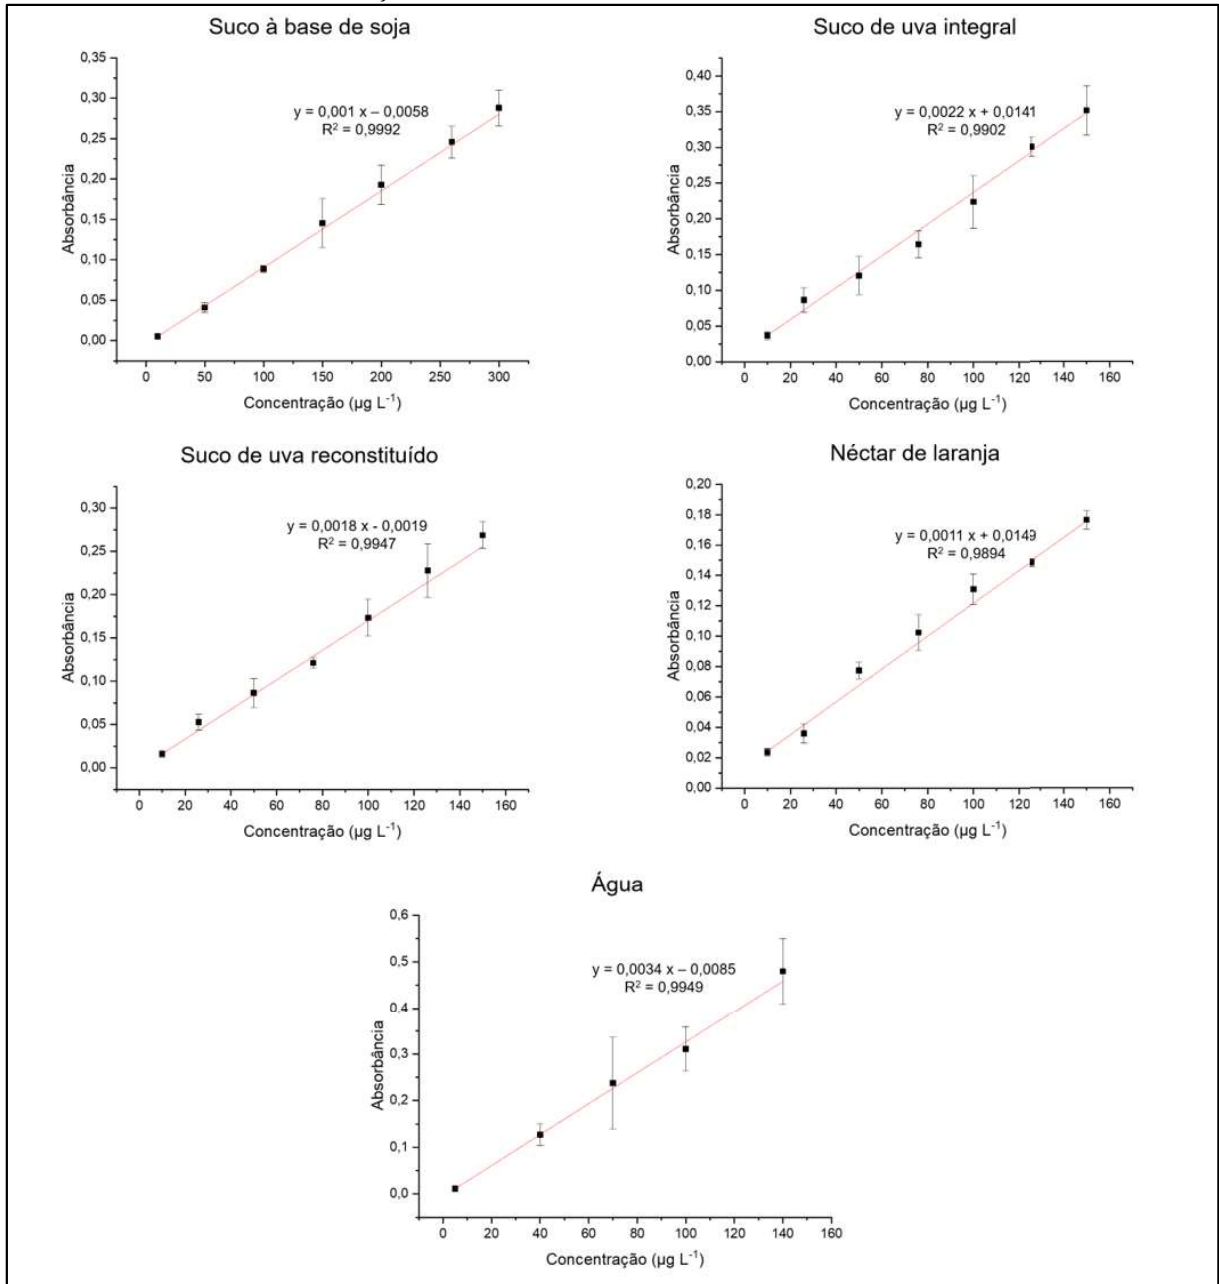 Suco à base de soja
y = 0,001 x – 0,0058
R² = 0,9992
Absorbância
0,35
0,30
0,25
0,20
0,15
0,10
0,05
0,00
0 50 100 150 200 250 300
Concentração (µg L⁻¹)
Suco de uva integral
y = 0,0022 x + 0,0141
R² = 0,9902
Absorbância
0,40
0,35
0,30
0,25
0,20
0,15
0,10
0,05
0,00
0 20 40 60 80 100 120 140 160
Concentração (µg L⁻¹)
Suco de uva reconstituído
y = 0,0018 x - 0,0019
R² = 0,9947
Absorbância
0,30
0,25
0,20
0,15
0,10
0,05
0,00
0 20 40 60 80 100 120 140 160
Concentração (µg L⁻¹)
Néctar de laranja
y = 0,0011 x + 0,0149
R² = 0,9894
Absorbância
0,20
0,18
0,16
0,14
0,12
0,10
0,08
0,06
0,04
0,02
0,00
0 20 40 60 80 100 120 140 160
Concentração (µg L⁻¹)
Água
y = 0,0034 x – 0,0085
R² = 0,9949
Absorbância
0,6
0,5
0,4
0,3
0,2
0,1
0,0
0 20 40 60 80 100 120 140 160
Concentração (µg L⁻¹)